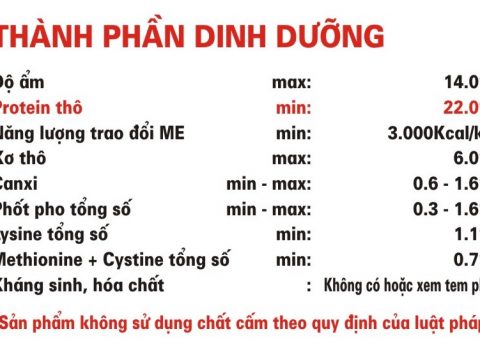 THÀNH PHẦN DINH DƯỠNG
Độ ẩm max: 14.0
Protein thô min: 22.0
Năng lượng trao đổi ME min: 3.000Kcal/k
Xơ thô max: 6.0
Canxi min - max: 0.6 - 1.6
Phốt pho tổng số min - max: 0.3 - 1.6
Lysine tổng số min: 1.1
Methionine + Cystine tổng số min: 0.7
Kháng sinh, hóa chất : Không có hoặc xem tem ph
Sản phẩm không sử dụng chất cấm theo quy định của luật pháp